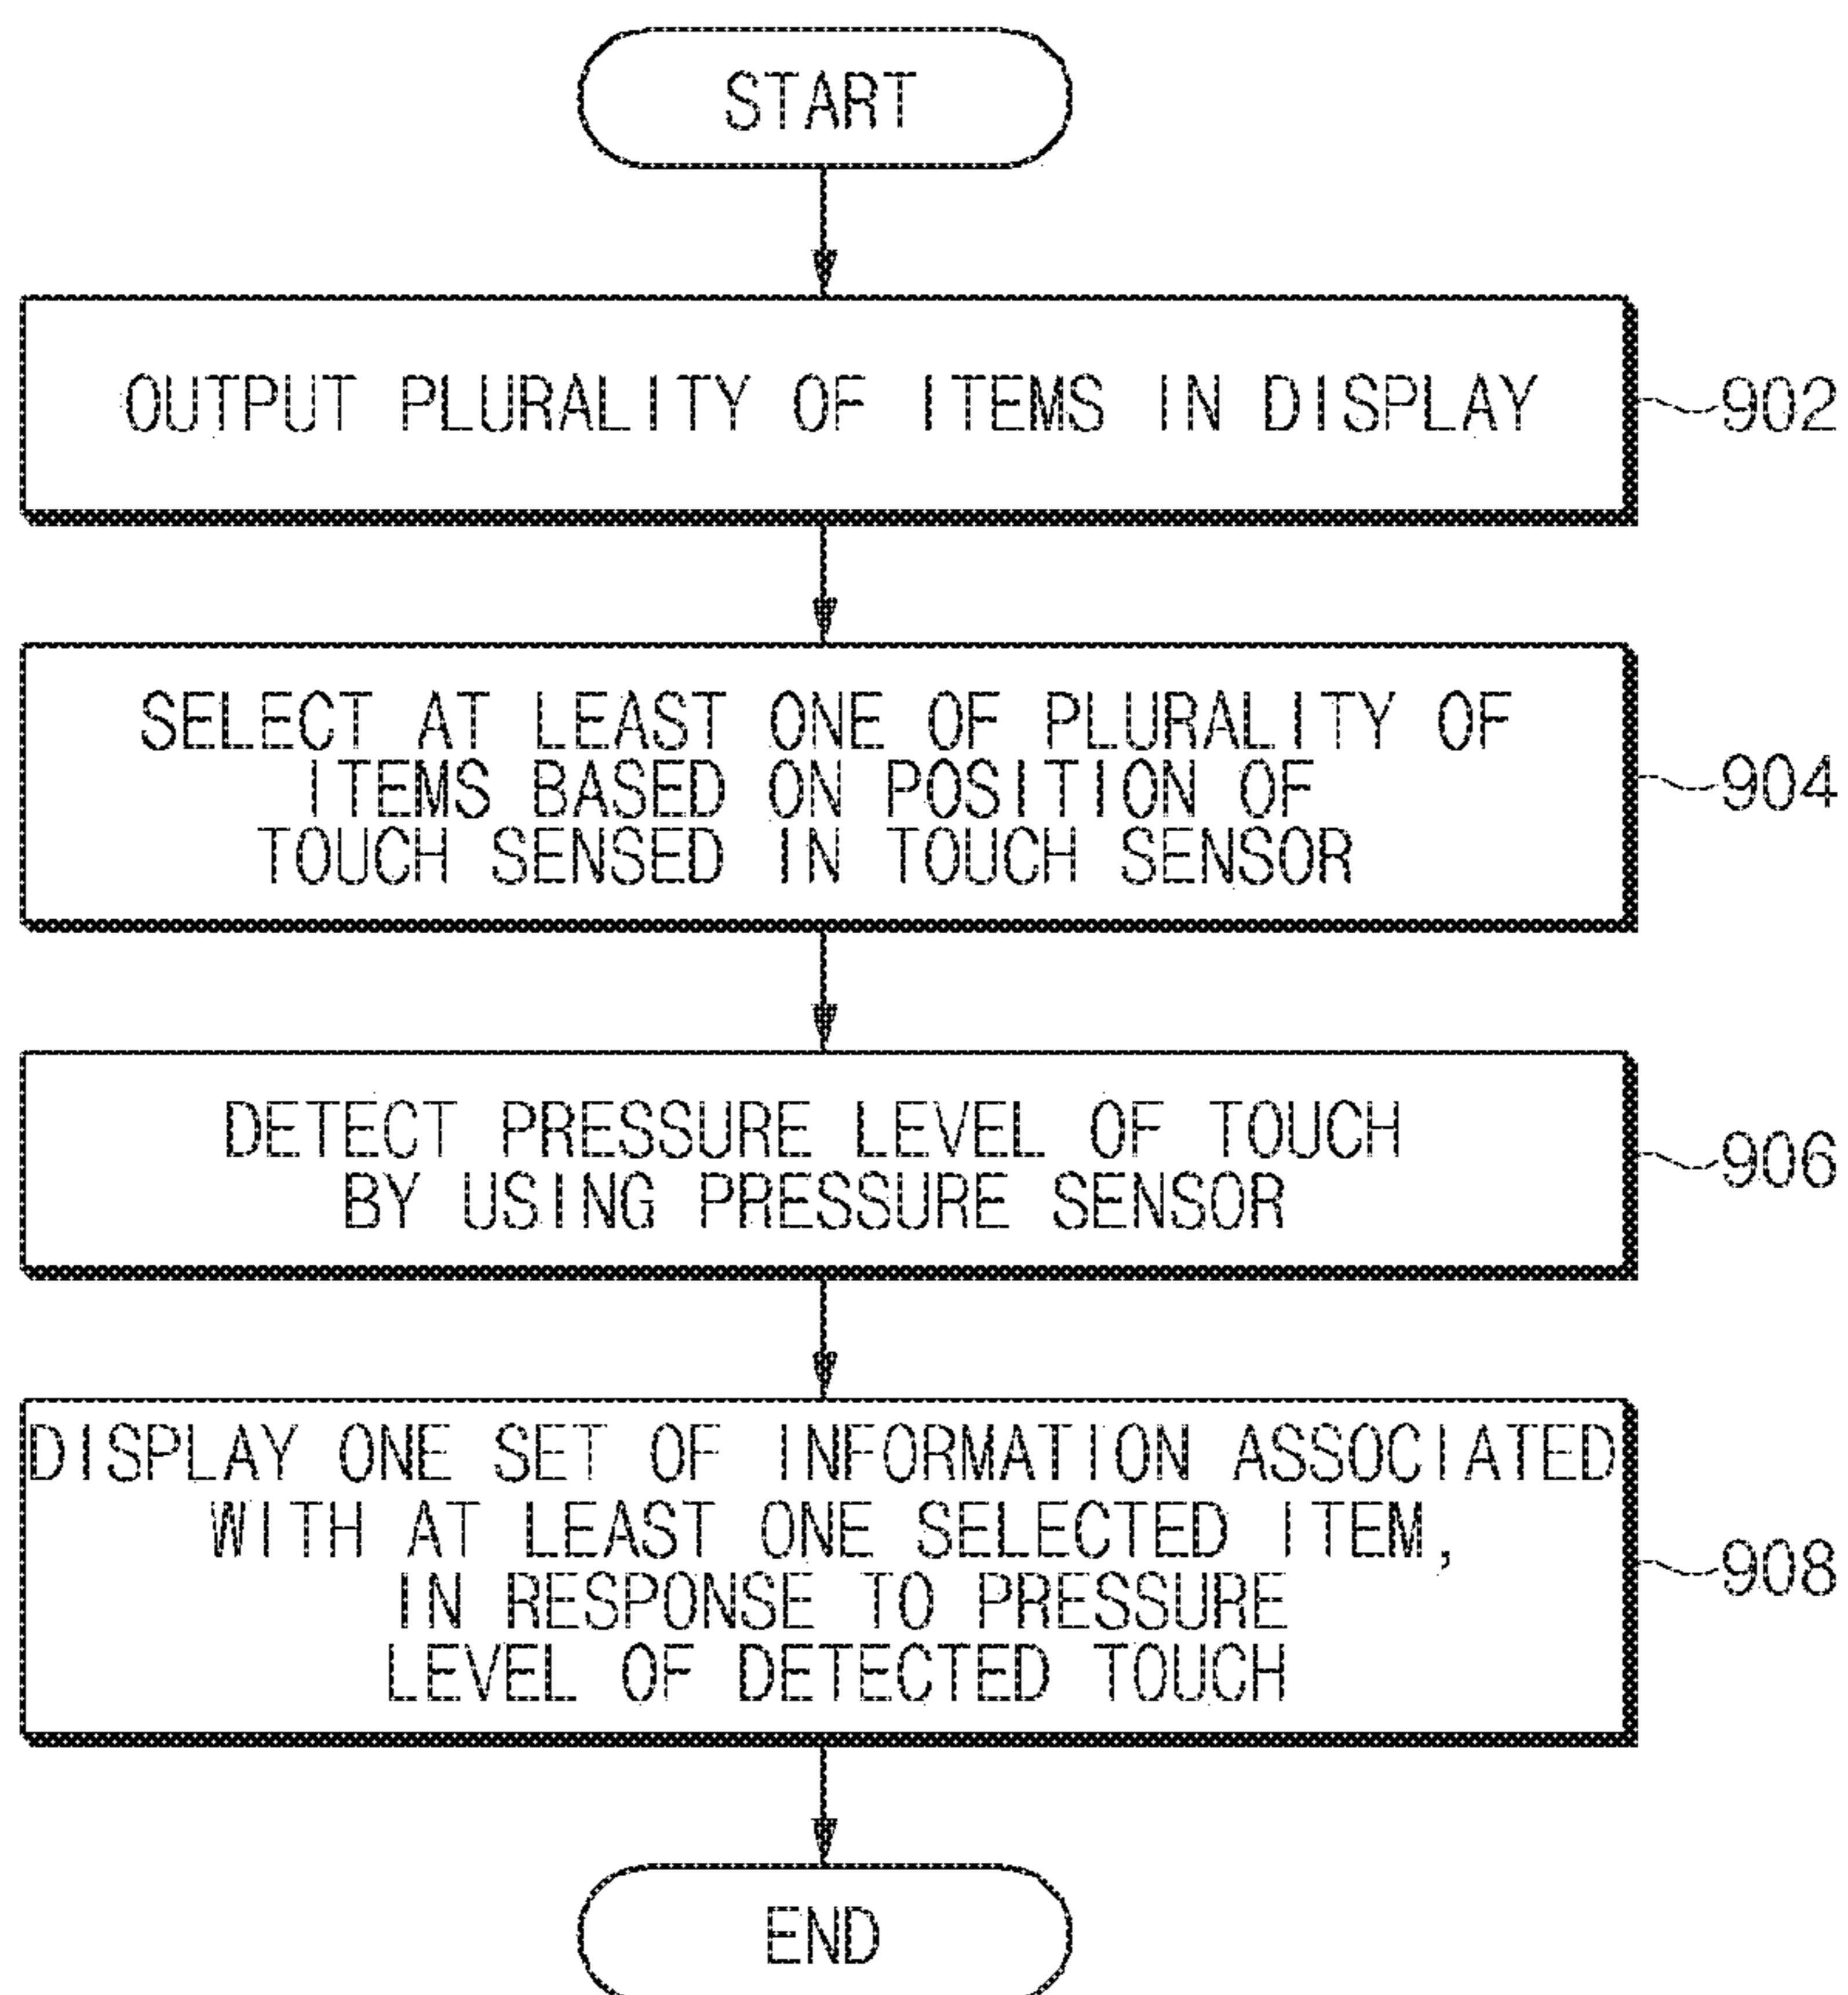 START
OUTPUT PLURALITY OF ITEMS IN DISPLAY
902
SELECT AT LEAST ONE OF PLURALITY OF
ITEMS BASED ON POSITION OF
TOUCH SENSED IN TOUCH SENSOR
904
DETECT PRESSURE LEVEL OF TOUCH
BY USING PRESSURE SENSOR
906
DISPLAY ONE SET OF INFORMATION ASSOCIATED
WITH AT LEAST ONE SELECTED ITEM,
IN RESPONSE TO PRESSURE
LEVEL OF DETECTED TOUCH
908
END